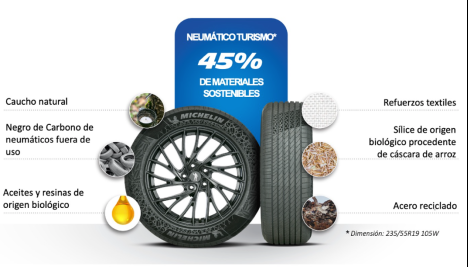 NEUMÁTICO TURISMO*
45%
DE MATERIALES
SOSTENIBLES
Caucho natural
Negro de Carbono de
neumáticos fuera de
uso
Aceites y resinas de
origen biológico
MICHELIN
MICHELIN
Refuerzos textiles
Sílice de origen
biológico procedente
de cáscara de arroz
Acero reciclado
* Dimensión: 235/55R19 105W